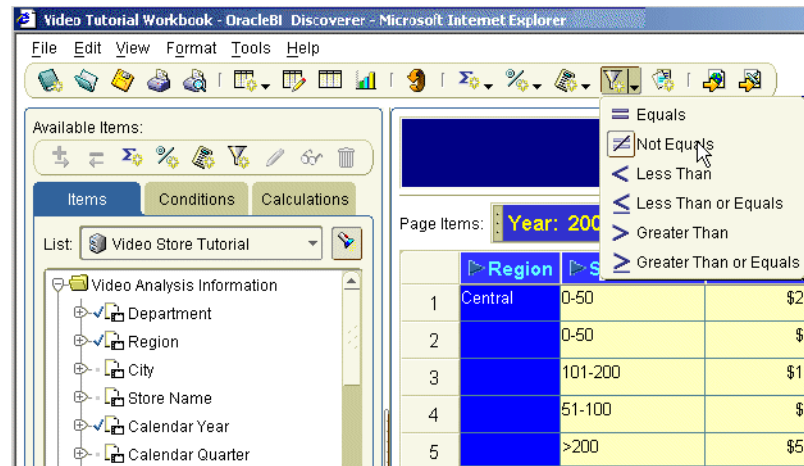 Video Tutorial Workbook - OracleBI Discoverer - Microsoft Internet Explorer
File Edit View Format Tools Help
Available Items:
Items Conditions Calculations
List: Video Store Tutorial
Video Analysis Information
Department
Region
City
Store Name
Calendar Year
Calendar Quarter
Equals
Not Equals
Less Than
Less Than or Equals
Greater Than
Greater Than or Equals
Page Items: Year: 200
Region S
1 Central 0-50 $2
2 0-50 $
3 101-200 $1
4 51-100 $
5 >200 $5